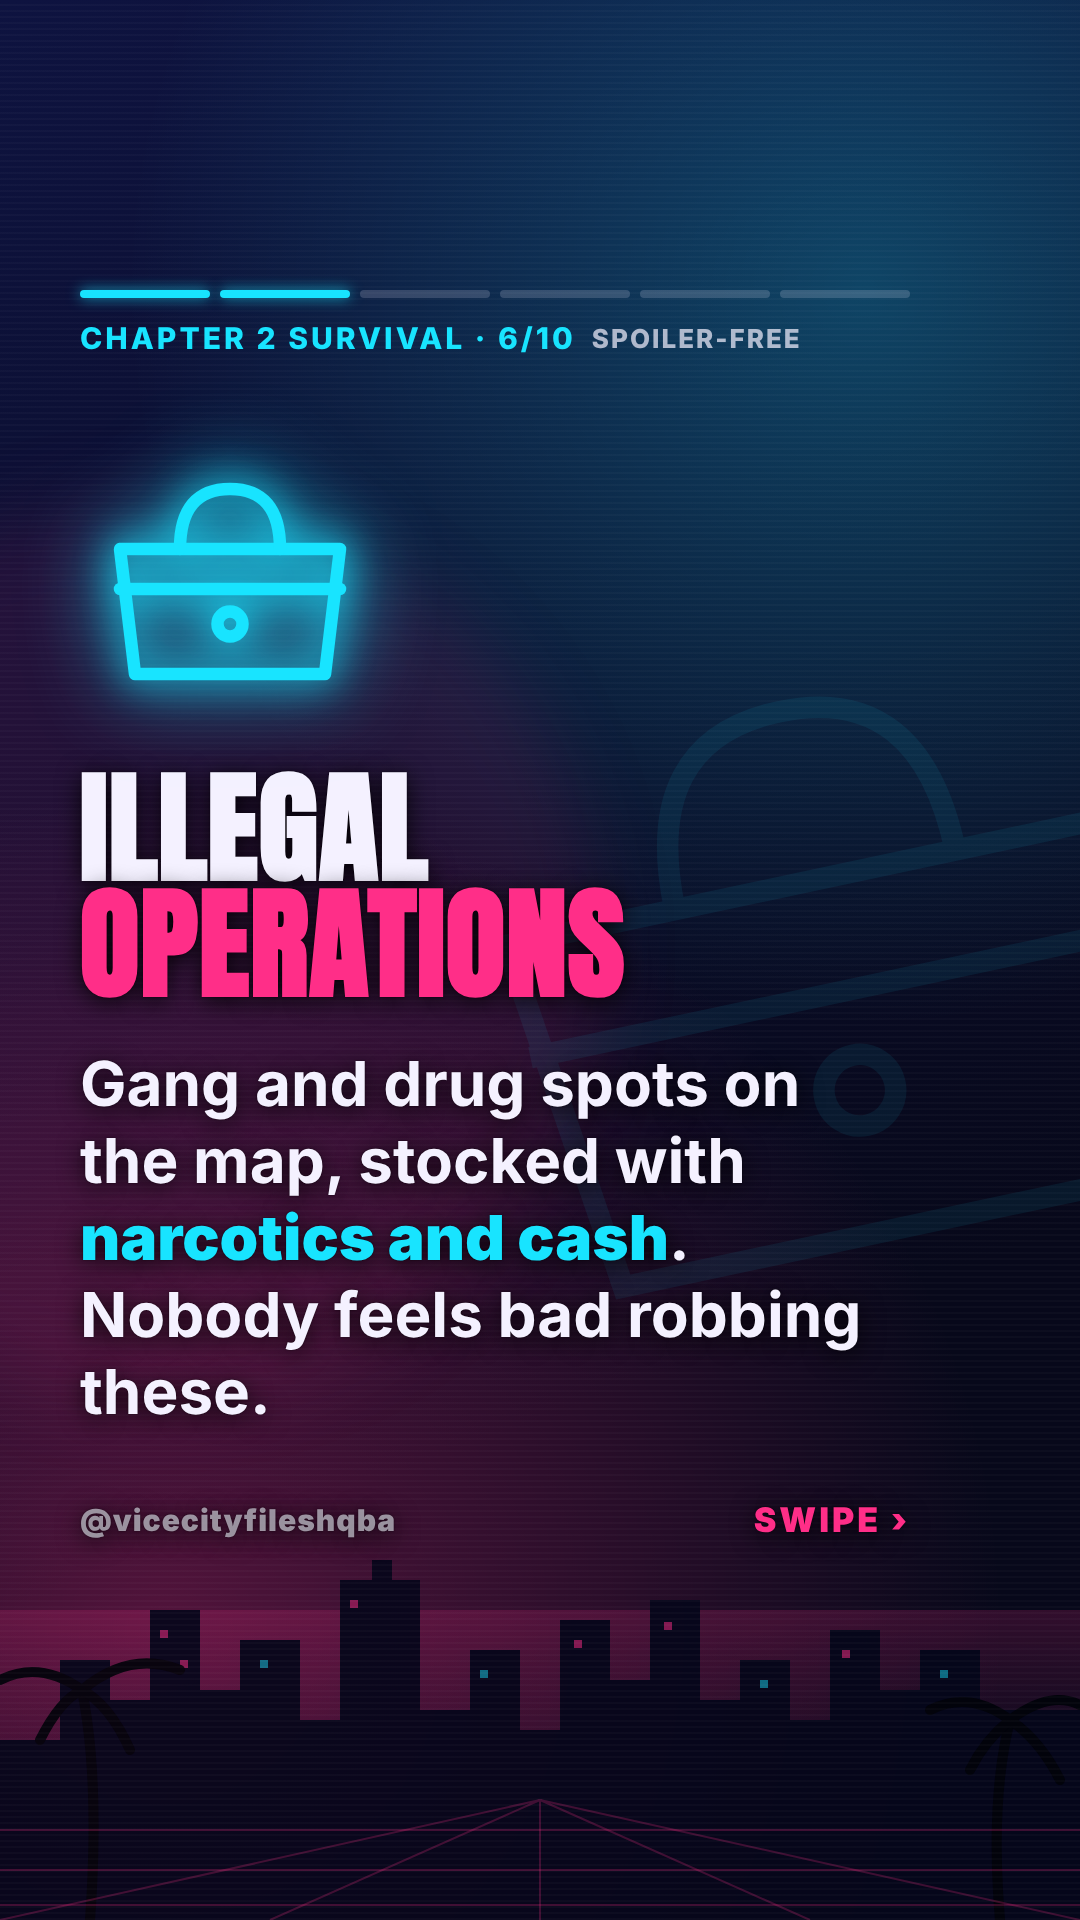 CHAPTER 2 SURVIVAL · 6/10 SPOILER-FREE
ILLEGAL
OPERATIONS
Gang and drug spots on
the map, stocked with
narcotics and cash.
Nobody feels bad robbing
these.
@vicecityfileshqba
SWIPE ›